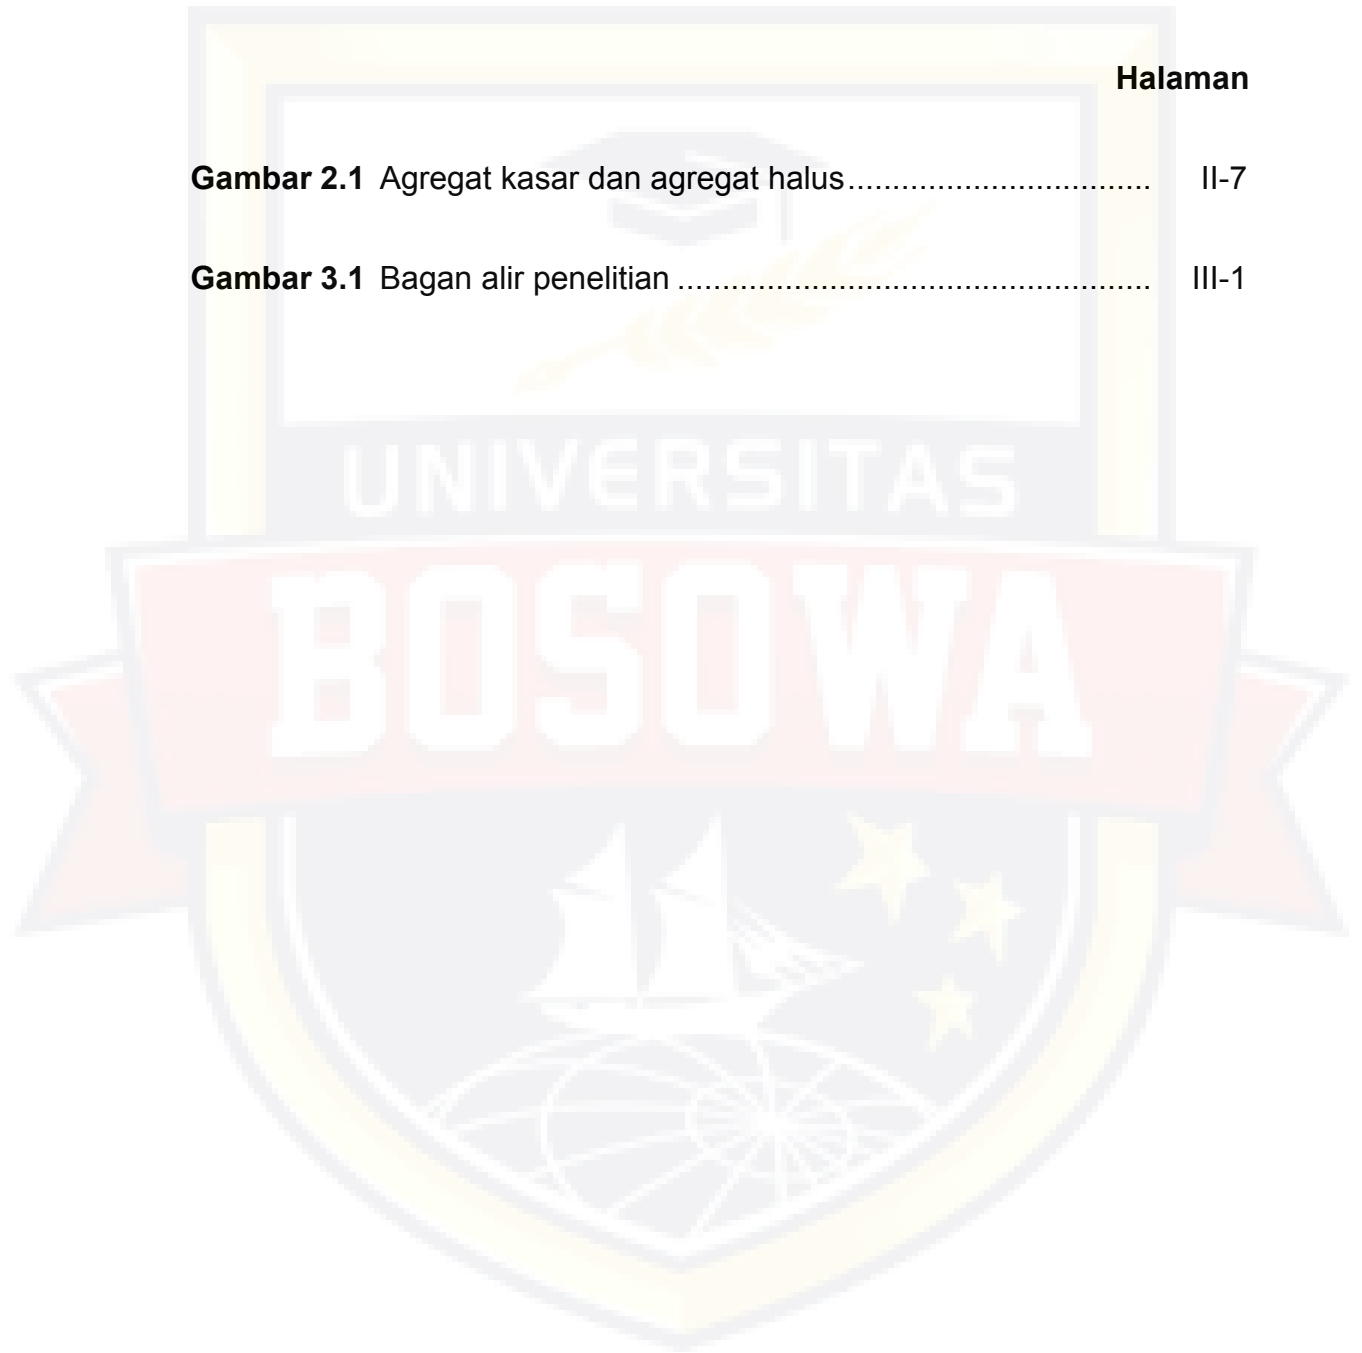 Halaman
Gambar 2.1 Agregat kasar dan agregat halus.................................. II-7
Gambar 3.1 Bagan alir penelitian ..................................................... III-1
UNIVERSITAS
BOSOWA